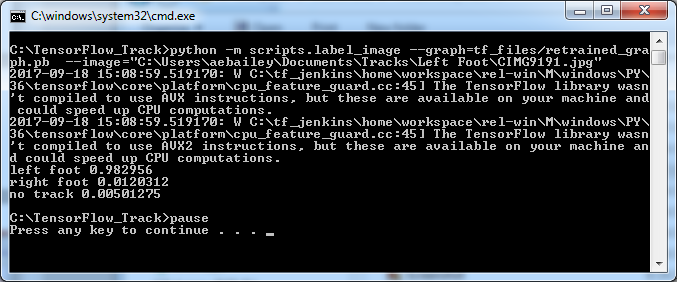 C:\windows\system32\cmd.exe
C:\TensorFlow_Track>python -m scripts.label_image --graph=tf_files/retrained_gra
ph.pb  --image="C:\Users\aebailey\Documents\Tracks\Left Foot\CIMG9191.jpg"
2017-09-18 15:08:59.519170: W C:\tf_jenkins\home\workspace\rel-win\M\windows\PY\
36\tensorflow\core\platform\cpu_feature_guard.cc:45] The TensorFlow library wasn
't compiled to use AVX instructions, but these are available on your machine and
 could speed up CPU computations.
2017-09-18 15:08:59.519170: W C:\tf_jenkins\home\workspace\rel-win\M\windows\PY\
36\tensorflow\core\platform\cpu_feature_guard.cc:45] The TensorFlow library wasn
't compiled to use AVX2 instructions, but these are available on your machine an
d could speed up CPU computations.
left foot 0.982956
right foot 0.0120312
no track 0.00501275
C:\TensorFlow_Track>pause
Press any key to continue . . .